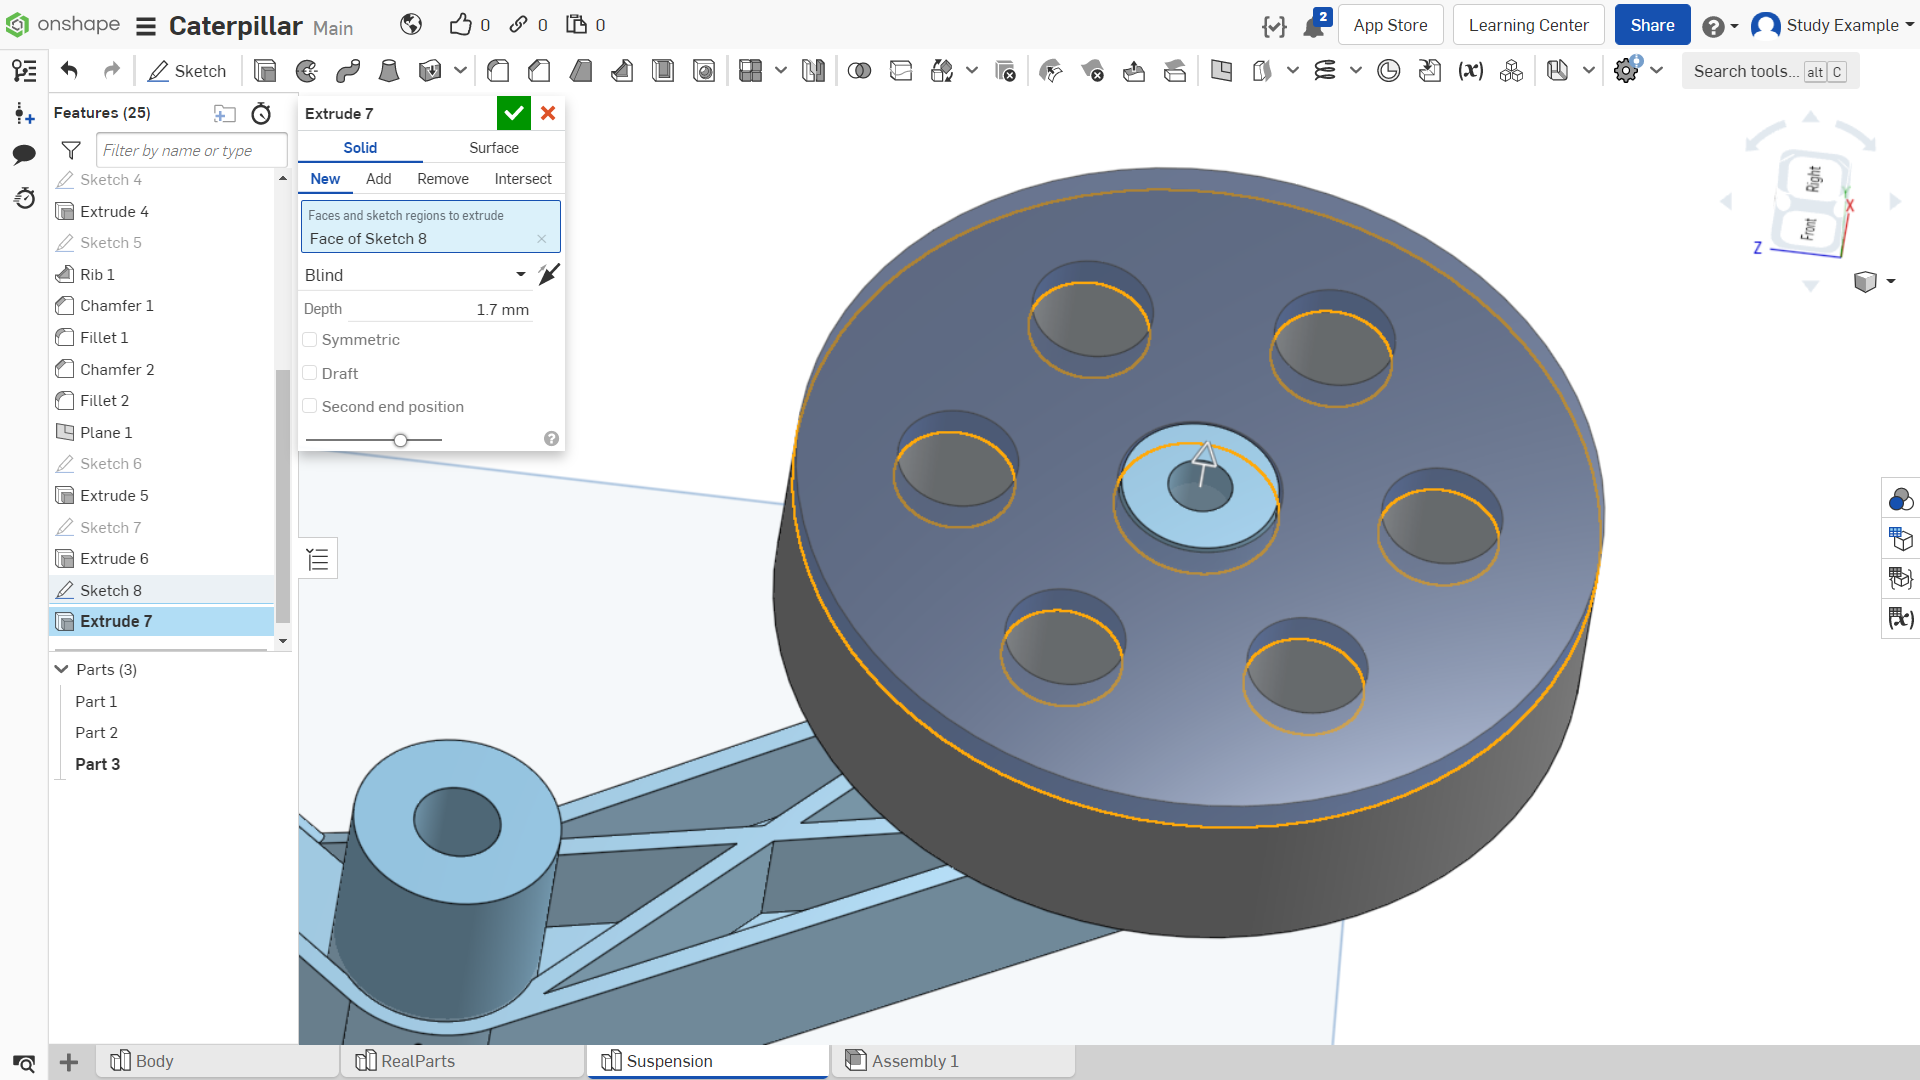 onshape Caterpillar Main 0 0 0 2 App Store Learning Center Share Study Example
Sketch Search tools... alt C
Features (25)
Filter by name or type
Sketch 4
Extrude 4
Sketch 5
Rib 1
Chamfer 1
Fillet 1
Chamfer 2
Fillet 2
Plane 1
Sketch 6
Extrude 5
Sketch 7
Extrude 6
Sketch 8
Extrude 7
Parts (3)
Part 1
Part 2
Part 3
Extrude 7
Solid Surface
New Add Remove Intersect
Faces and sketch regions to extrude
Face of Sketch 8
Blind
Depth 1.7 mm
Symmetric
Draft
Second end position
Right
Front
Y
X
Z
Body RealParts Suspension Assembly 1